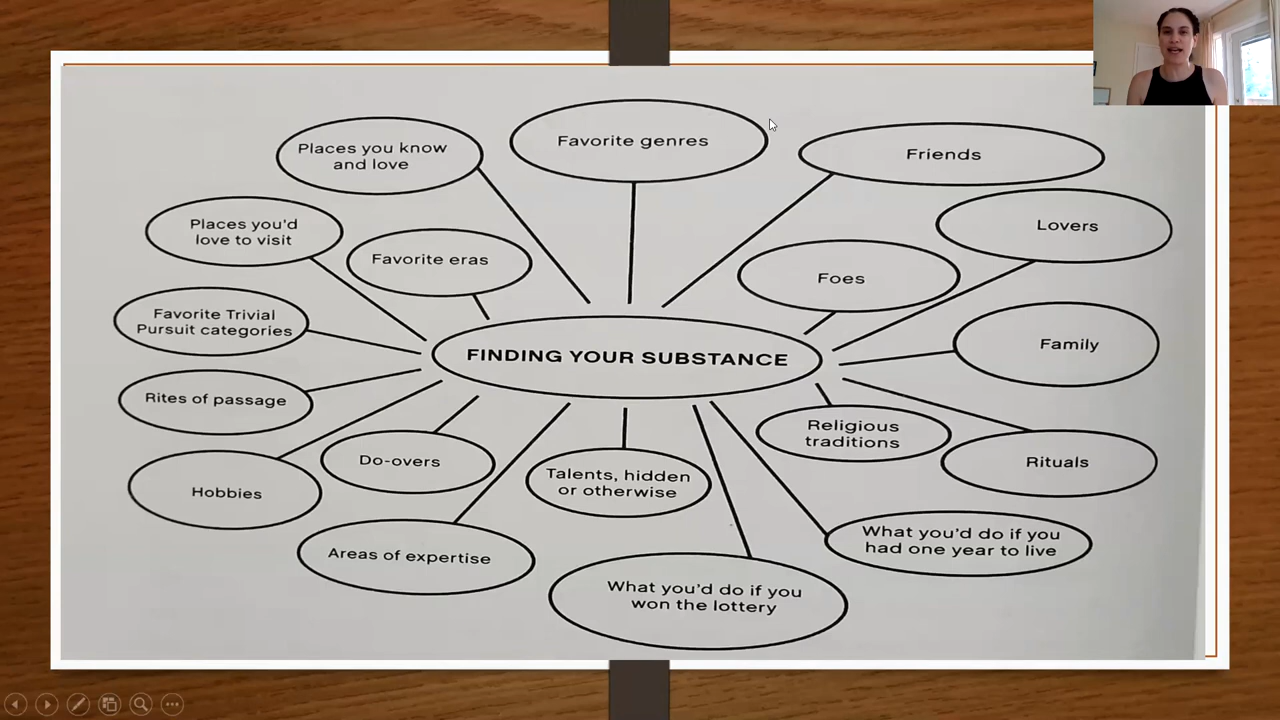 Places you know
and love
Favorite genres
Friends
Places you'd
love to visit
Favorite eras
Foes
Lovers
Favorite Trivial
Pursuit categories
FINDING YOUR SUBSTANCE
Family
Rites of passage
Do-overs
Talents, hidden
or otherwise
Religious
traditions
Rituals
Hobbies
Areas of expertise
What you'd do if you
won the lottery
What you'd do if you
had one year to live